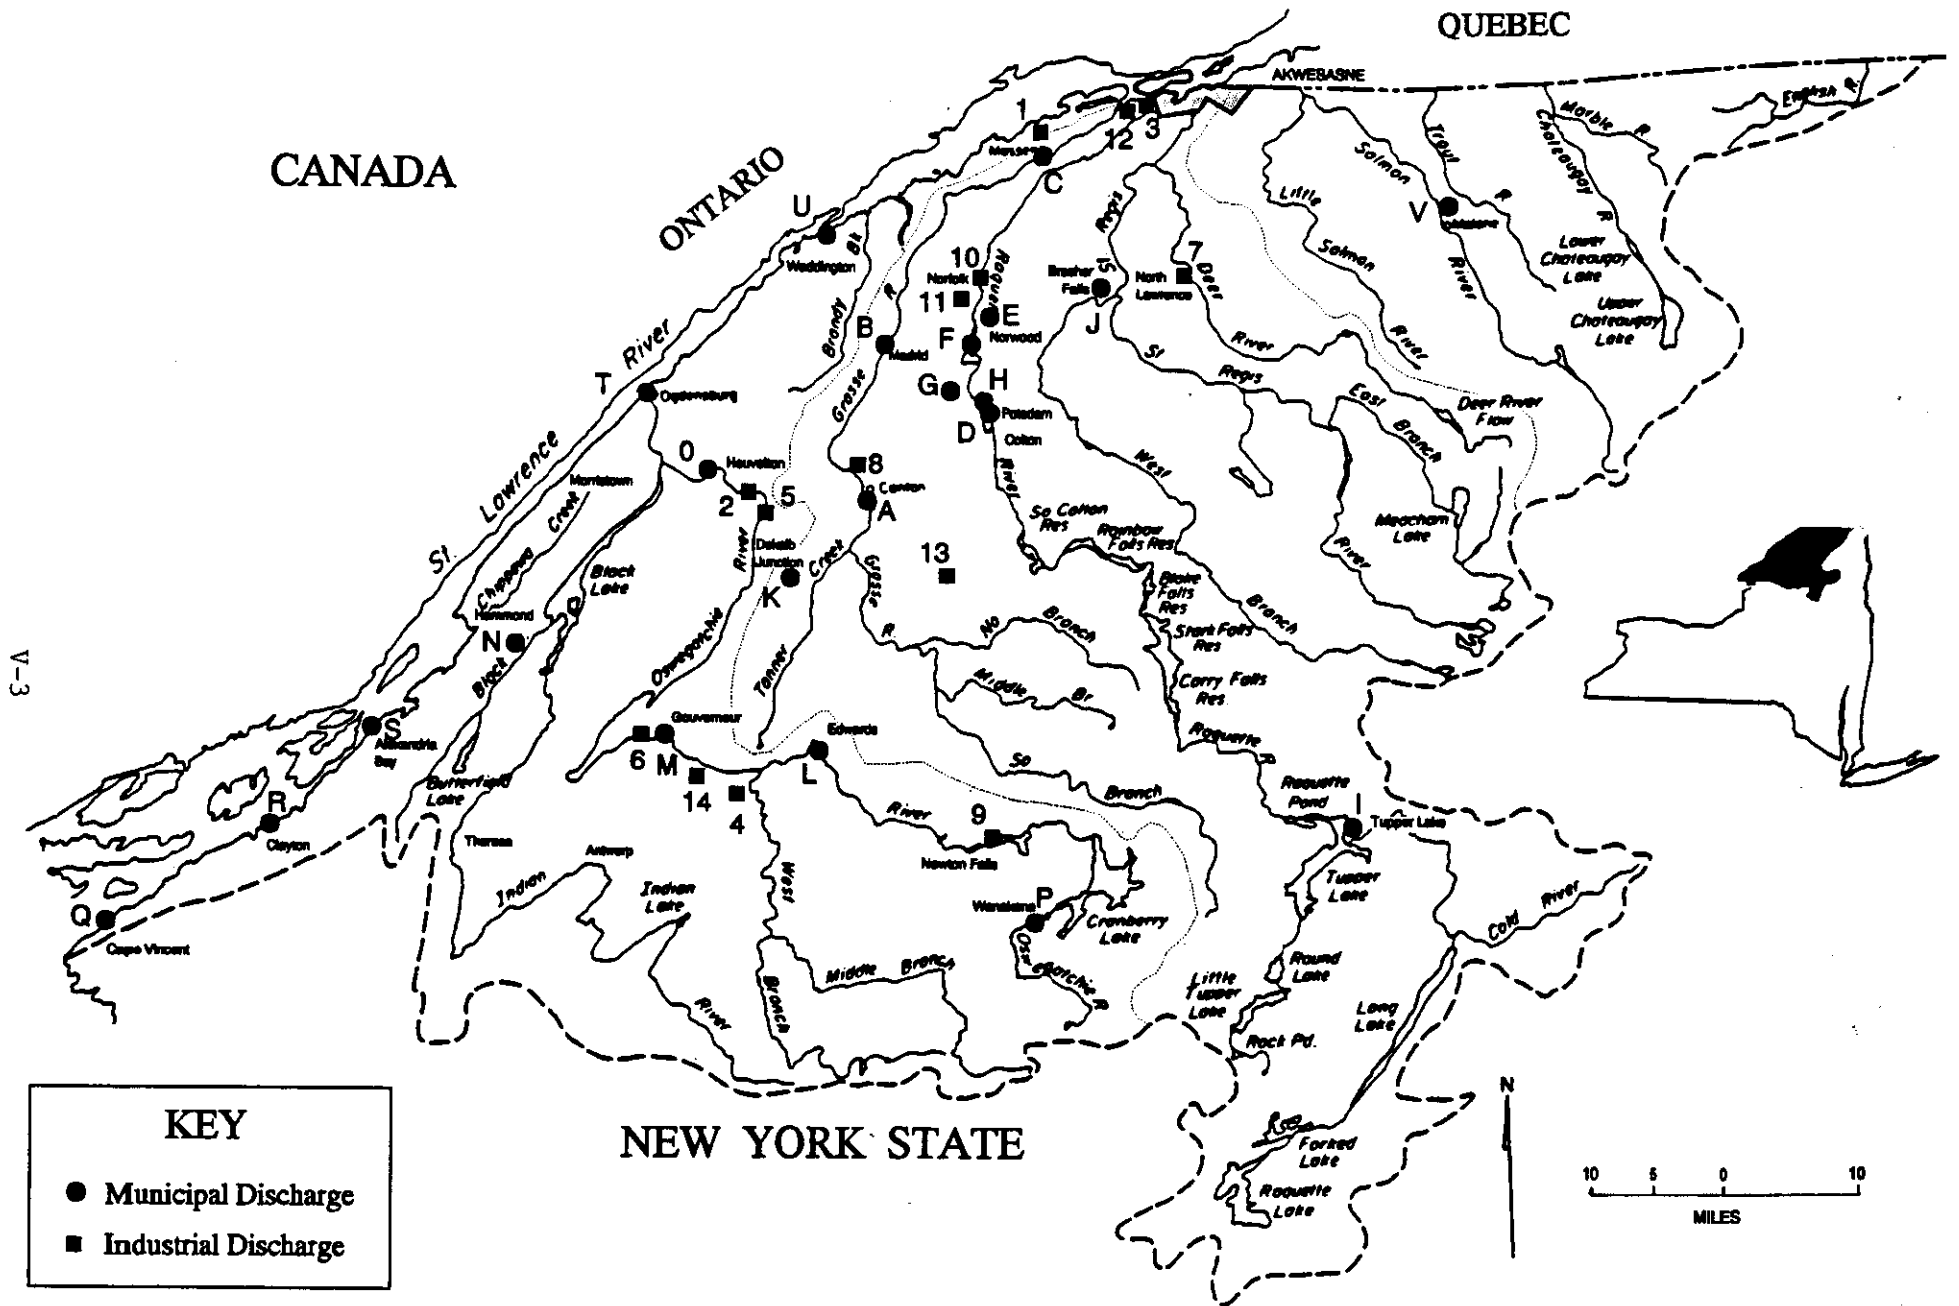 QUEBEC
AKWESASNE
CANADA
ONTARIO
English R.
Marble R.
Chateaugay R
Trout R
Salmon River
Little Salmon River
1
12
3
C
U
Waddington
Brandy Bk
V
Lower
Chateaugay
Lake
Upper
Chateaugay
Lake
10
Norfolk
11
Raquette
E
F
Norwood
B
Madrid
Grasse R
G
H
Potsdam
D
Colton
River
Brasher
Falls
J
St Regis
7
North
Lawrence
Deer River
St Regis
East Branch
Deer River
Flow
Meacham
Lake
River
West Branch
St. Lawrence River
T
Ogdensburg
O
Heuvelton
2
5
8
Canton
A
Morristown
Chippawa Creek
Black
Lake
Dekalb
Junction
K
River
Oswegatchie
Tanner Creek
Grasse R.
13
No Branch
Middle Br
So Branch
So Colton
Res
Rainbow
Falls Res
Blake
Falls
Res
Stark Falls
Res
Carry Falls
Res.
Raquette R.
Raquette
Pond
I
Tupper Lake
Tupper
Lake
Cold River
Hammond
N
Black
S
Alexandria
Bay
R
Clayton
Q
Cape Vincent
Butterfield
Lake
Theresa
Indian
Antwerp
Indian
Lake
River
Gouverneur
6
M
14
4
Edwards
L
River
9
Newton Falls
West
Branch
Middle Branch
Wanakena
P
Cranberry
Lake
Oswegatchie R
Little
Tupper
Lake
Round
Lake
Long
Lake
Rock Pd.
Forked
Lake
Raquette
Lake
V-3
KEY
Municipal Discharge
Industrial Discharge
NEW YORK STATE
N
10 5 0 10
MILES